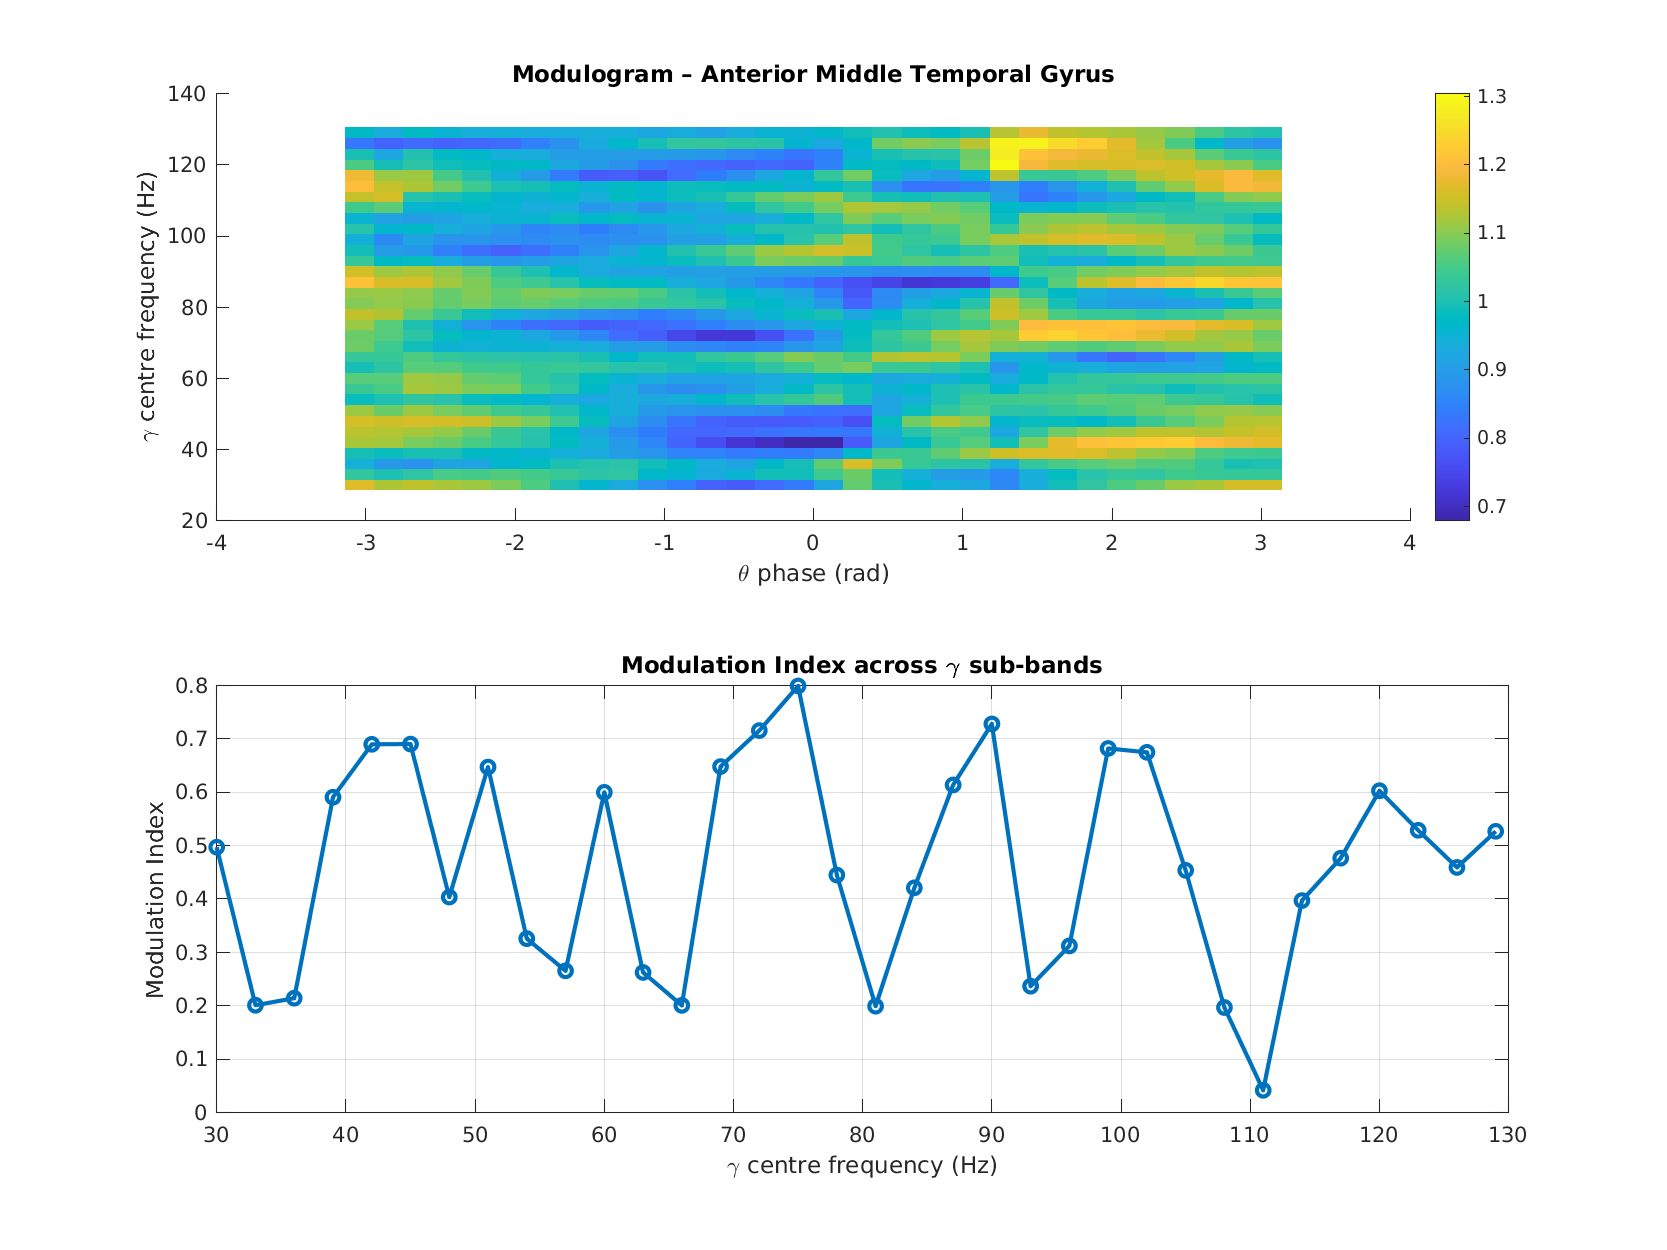 Modulogram – Anterior Middle Temporal Gyrus
γ centre frequency (Hz)
140
120
100
80
60
40
20
-4 -3 -2 -1 0 1 2 3 4
θ phase (rad)
1.3
1.2
1.1
1
0.9
0.8
0.7
Modulation Index across γ sub-bands
Modulation Index
0.8
0.7
0.6
0.5
0.4
0.3
0.2
0.1
0
30 40 50 60 70 80 90 100 110 120 130
γ centre frequency (Hz)